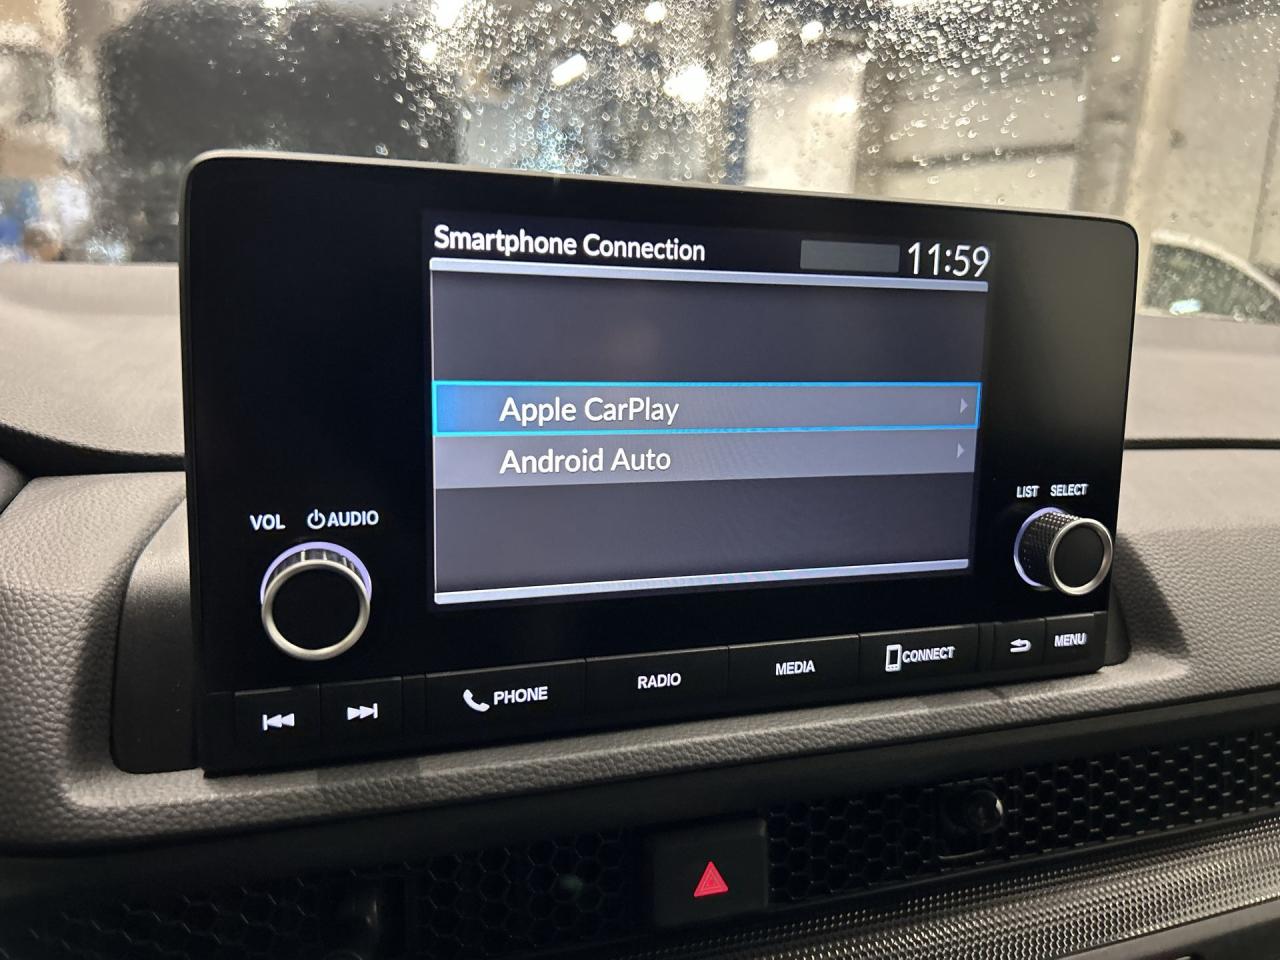 Smartphone Connection 11:59
Apple CarPlay
Android Auto
VOL AUDIO
LIST SELECT
PHONE
RADIO
MEDIA
CONNECT
MENU